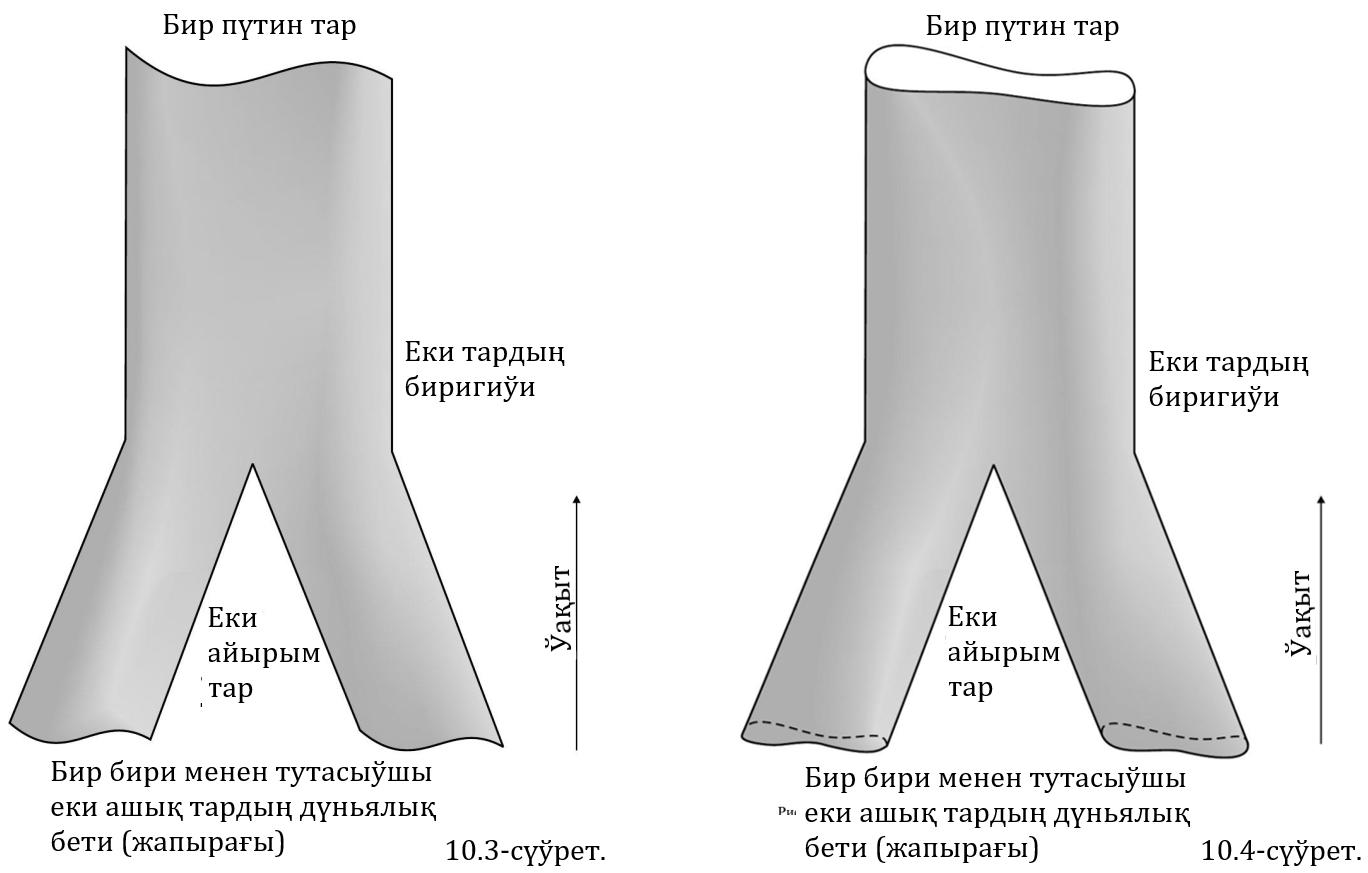 Бир пүтин тар
Еки тардың
биригиўи
Ўақыт
Еки
айырым
тар
Бир бири менен тутасыўшы
еки ашық тардың дүньялық
бети (жапырағы)
10.3-сүўрет.
Бир пүтин тар
Еки тардың
биригиўи
Ўақыт
Еки
айырым
тар
Бир бири менен тутасыўшы
Ри
еки ашық тардың дүньялық
бети (жапырағы)
10.4-сүўрет.